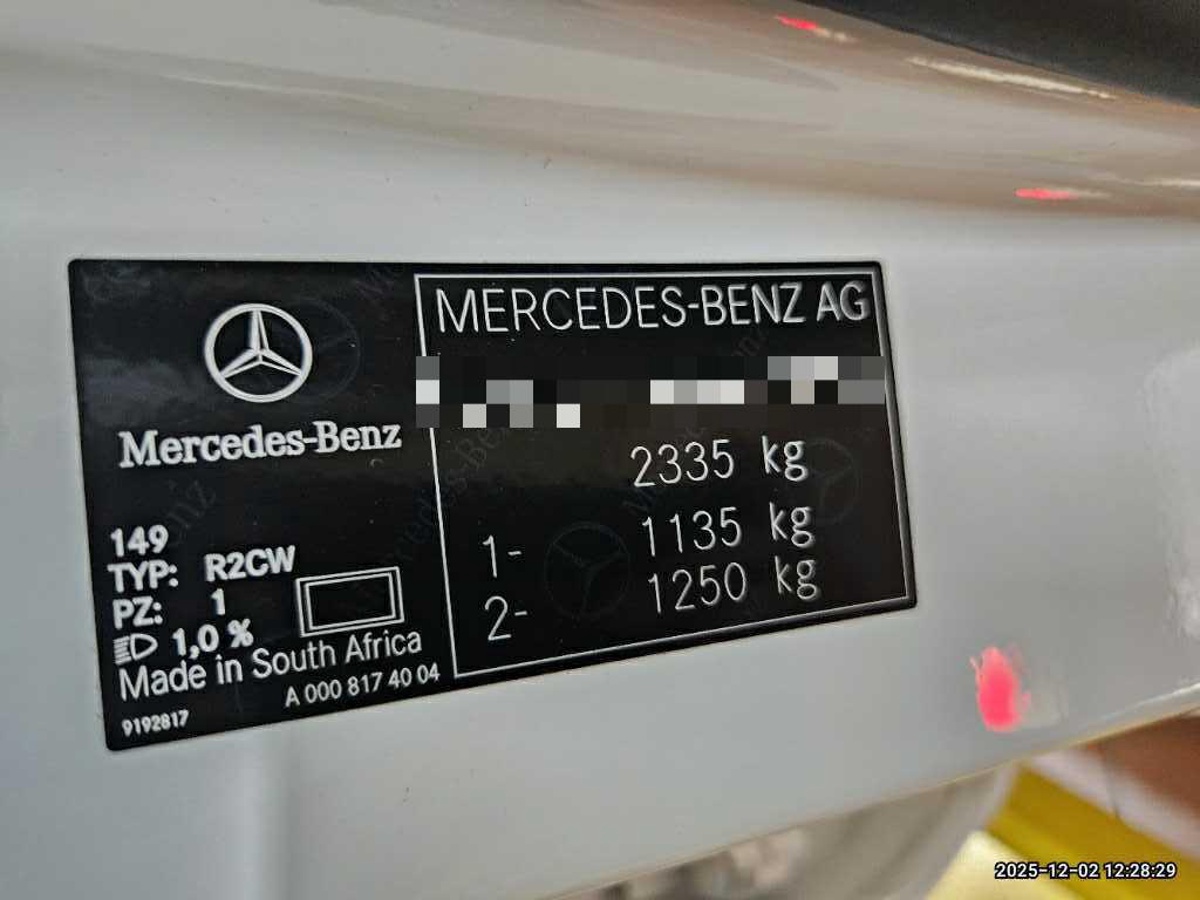 MERCEDES-BENZ AG
Mercedes-Benz
2335 kg
1- 1135 kg
2- 1250 kg
149
TYP: R2CW
PZ: 1
1,0 %
Made in South Africa
A 000 817 40 04
9192817
2025-12-02 12:28:29